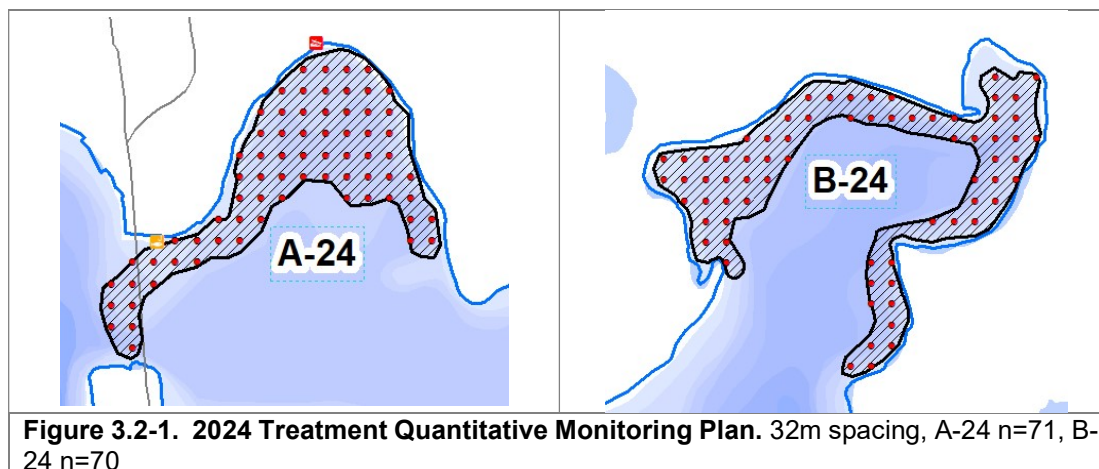 A-24
B-24
Figure 3.2-1. 2024 Treatment Quantitative Monitoring Plan. 32m spacing, A-24 n=71, B-
24 n=70